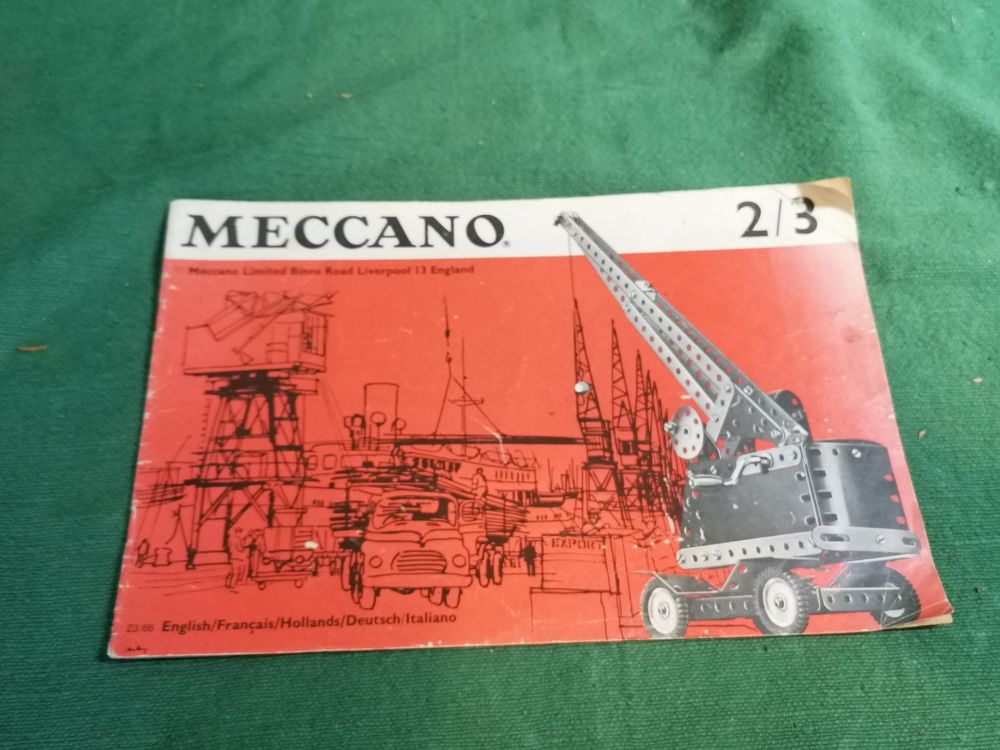 MECCANO® 2/3
© Meccano Limited Binns Road Liverpool 13 England
EXPORT
23/66 English/Français/Hollands/Deutsch/Italiano